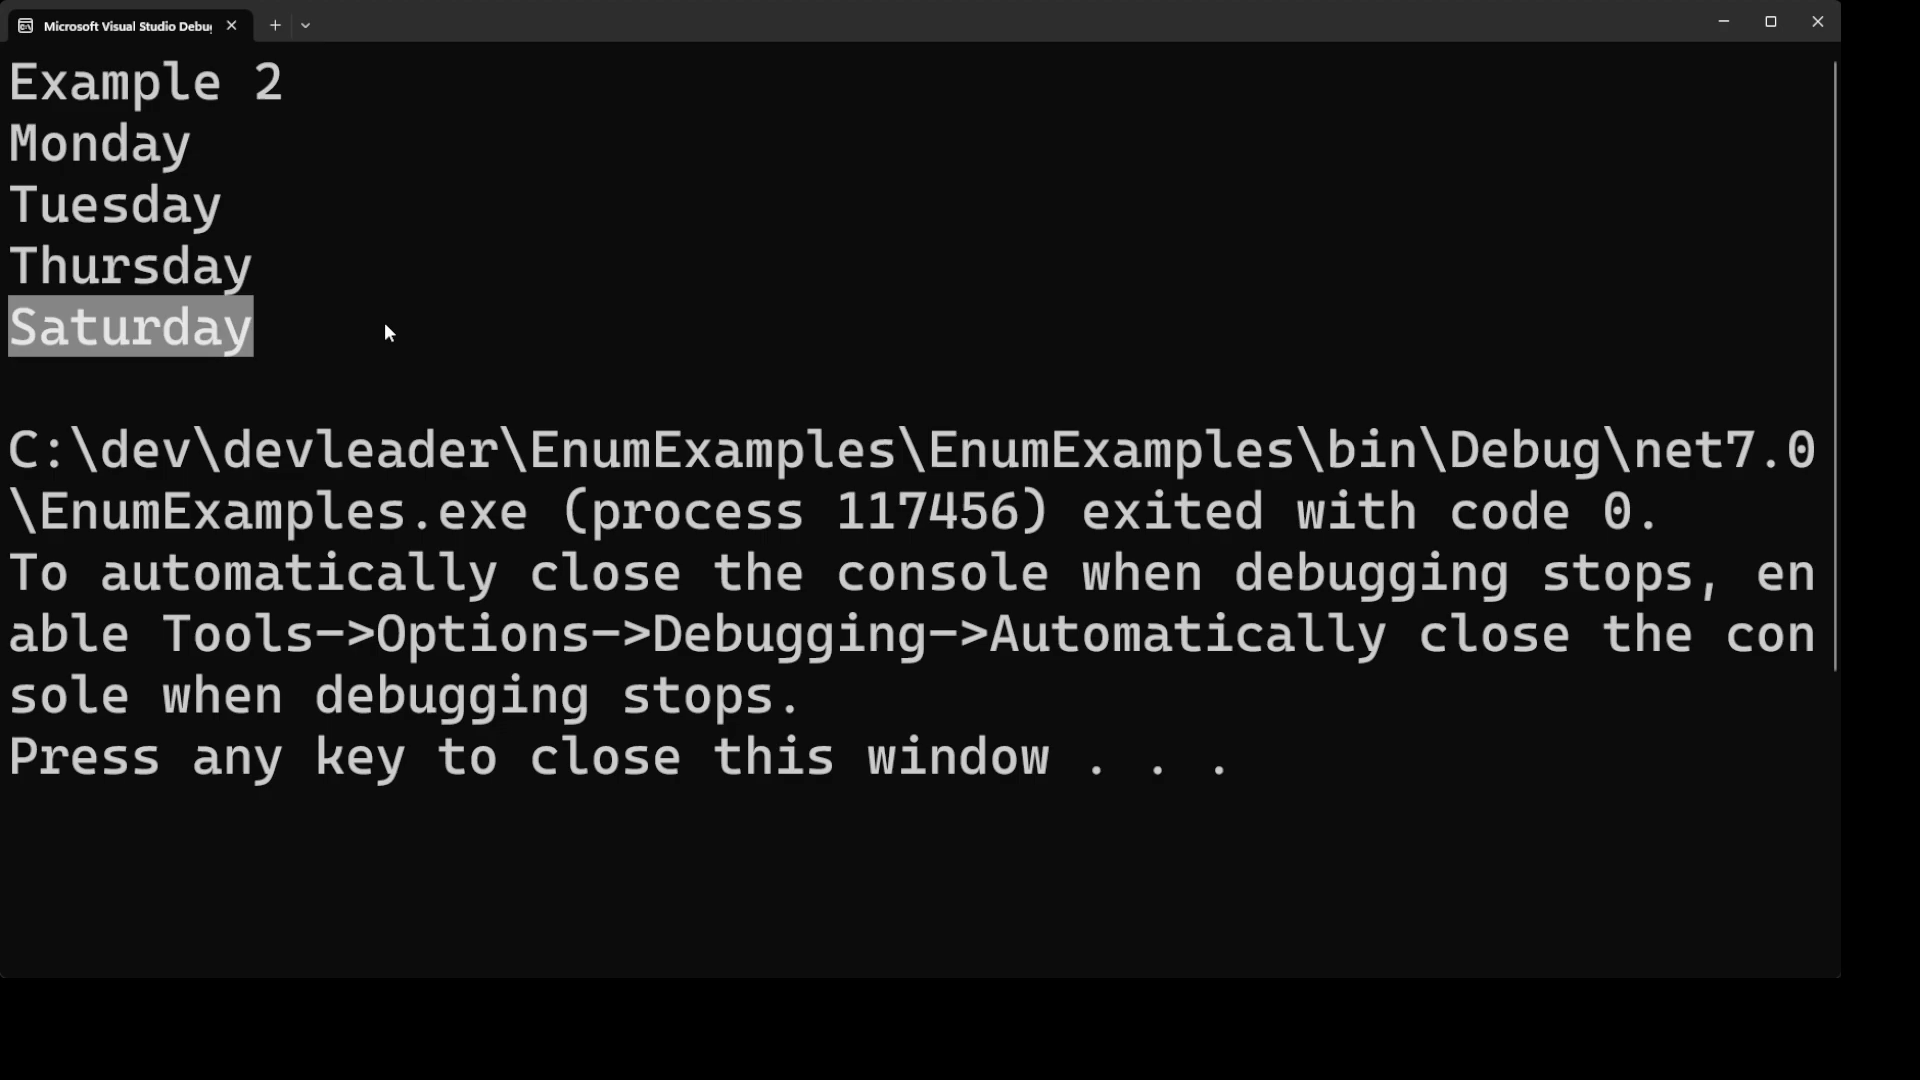 Microsoft Visual Studio Debu
Example 2
Monday
Tuesday
Thursday
Saturday
C:\dev\devleader\EnumExamples\EnumExamples\bin\Debug\net7.0
\EnumExamples.exe (process 117456) exited with code 0.
To automatically close the console when debugging stops, en
able Tools->Options->Debugging->Automatically close the con
sole when debugging stops.
Press any key to close this window . . .